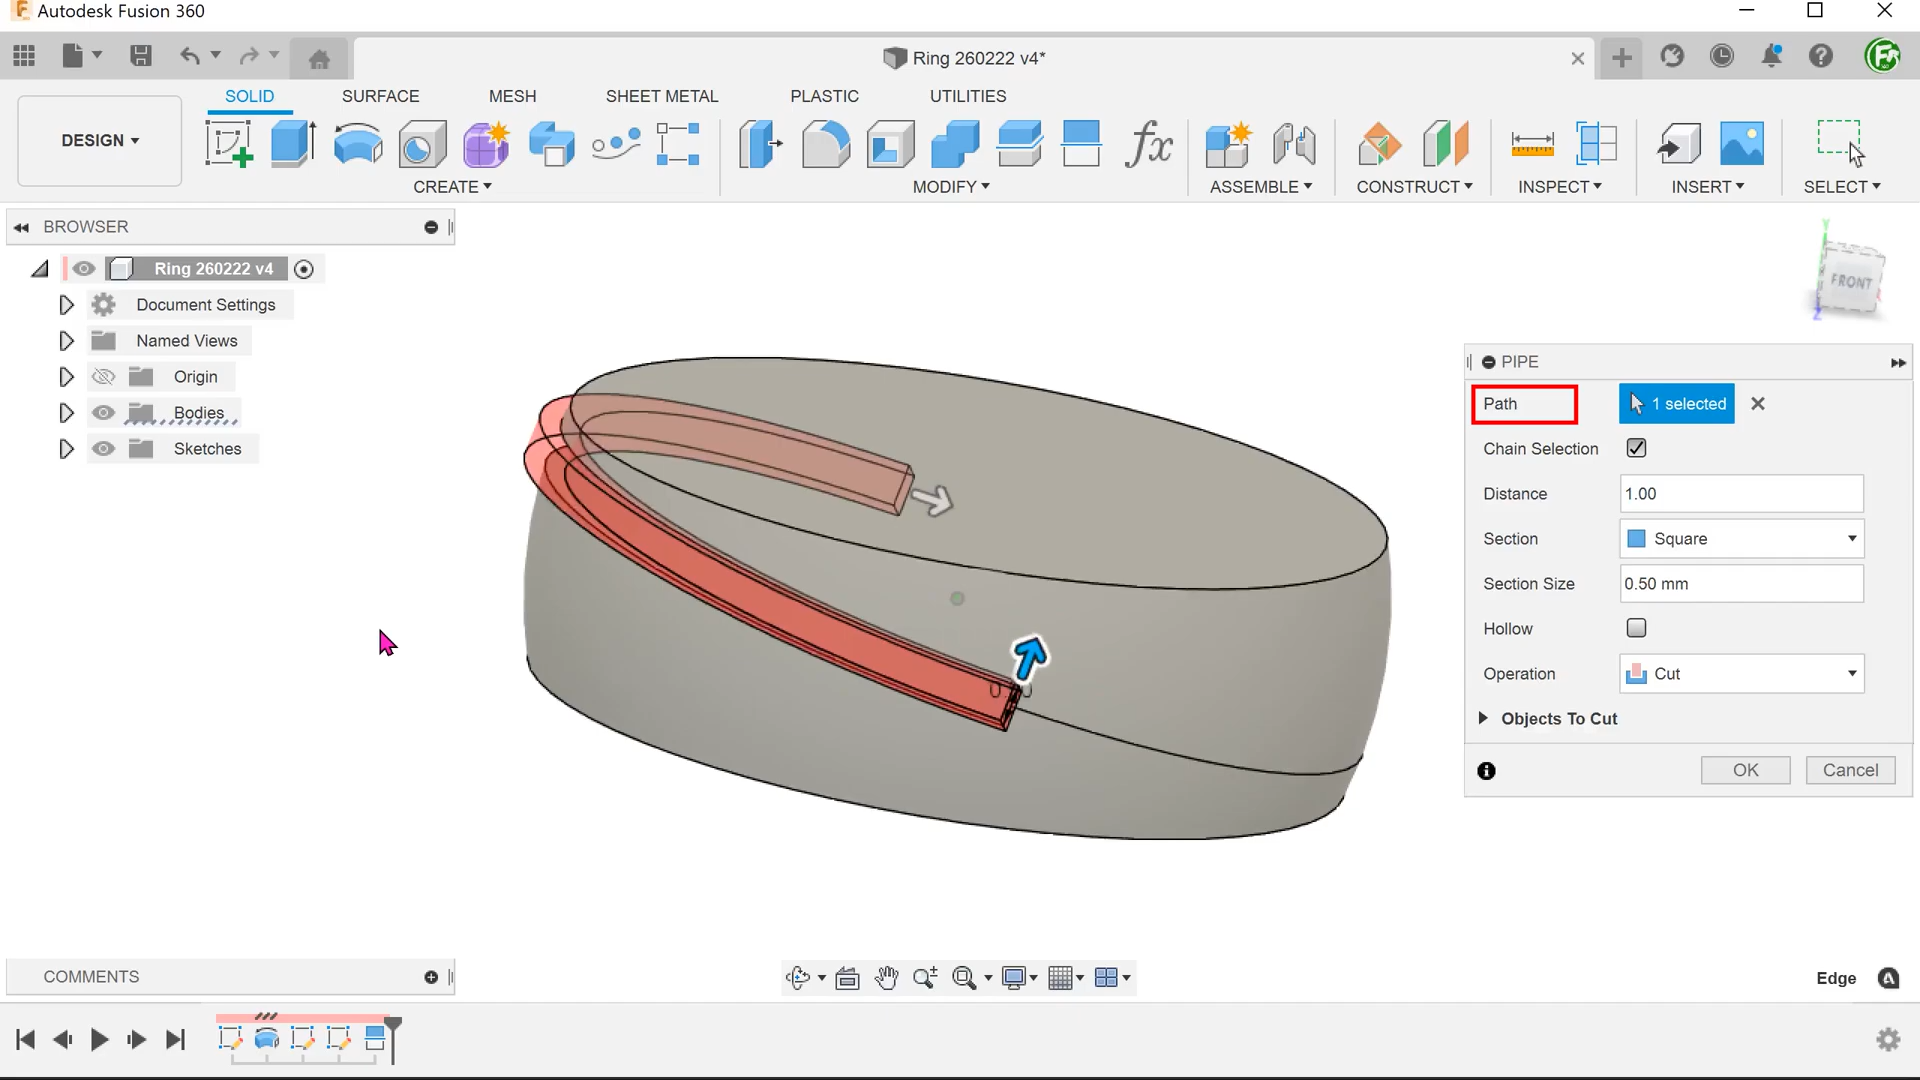 Autodesk Fusion 360
Ring 260222 v4*
DESIGN
SOLID SURFACE MESH SHEET METAL PLASTIC UTILITIES
CREATE MODIFY ASSEMBLE CONSTRUCT INSPECT INSERT SELECT
fx
BROWSER
Ring 260222 v4
Document Settings
Named Views
Origin
Bodies
Sketches
FRONT
PIPE
Path 1 selected
Chain Selection
Distance 1.00
Section Square
Section Size 0.50 mm
Hollow
Operation Cut
Objects To Cut
OK Cancel
COMMENTS
Edge